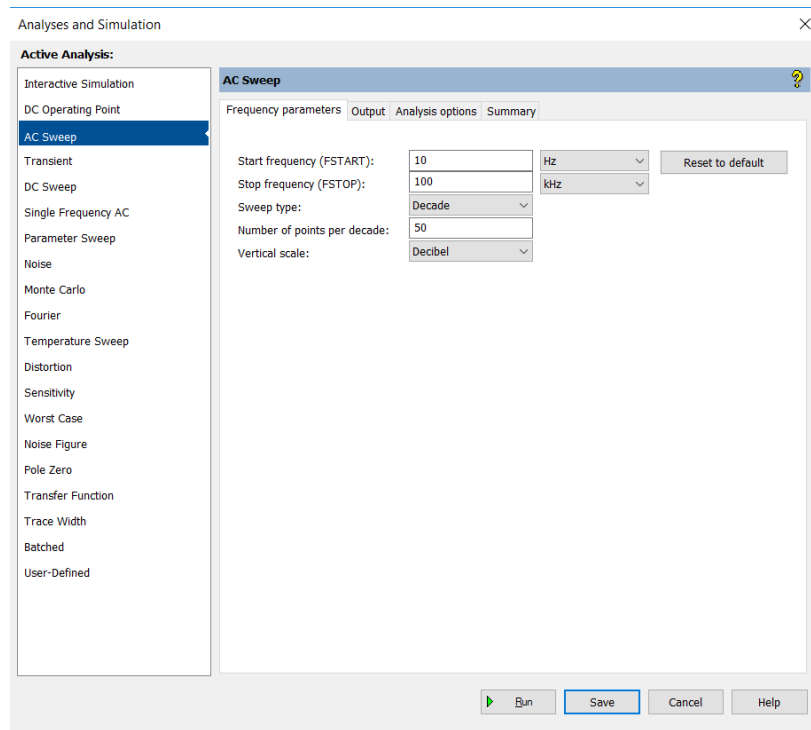 Analyses and Simulation
Active Analysis:
Interactive Simulation
DC Operating Point
AC Sweep
Transient
DC Sweep
Single Frequency AC
Parameter Sweep
Noise
Monte Carlo
Fourier
Temperature Sweep
Distortion
Sensitivity
Worst Case
Noise Figure
Pole Zero
Transfer Function
Trace Width
Batched
User-Defined
AC Sweep
Frequency parameters Output Analysis options Summary
Start frequency (FSTART): 10 Hz Reset to default
Stop frequency (FSTOP): 100 kHz
Sweep type: Decade
Number of points per decade: 50
Vertical scale: Decibel
Run Save Cancel Help